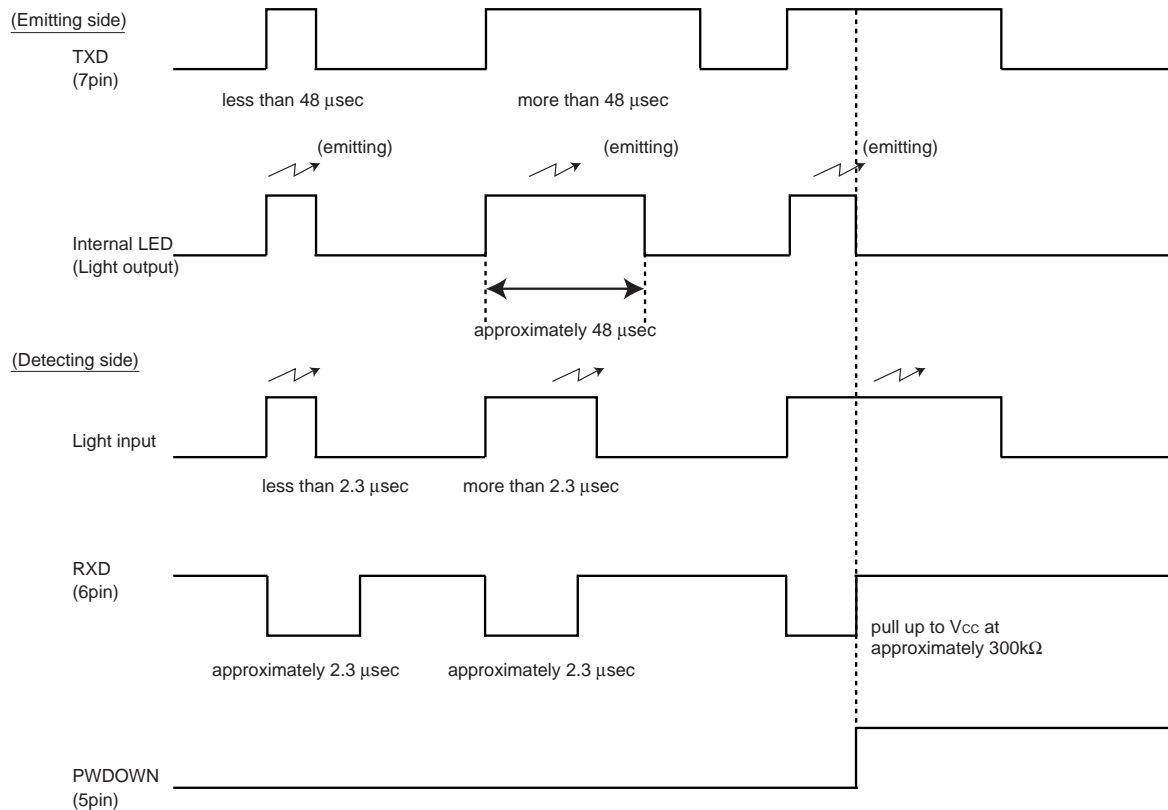 (Emitting side)
TXD
(7pin)
less than 48 μsec
more than 48 μsec
(emitting)
(emitting)
(emitting)
Internal LED
(Light output)
approximately 48 μsec
(Detecting side)
Light input
less than 2.3 μsec
more than 2.3 μsec
RXD
(6pin)
pull up to Vcc at
approximately 300kΩ
approximately 2.3 μsec
approximately 2.3 μsec
PWDOWN
(5pin)